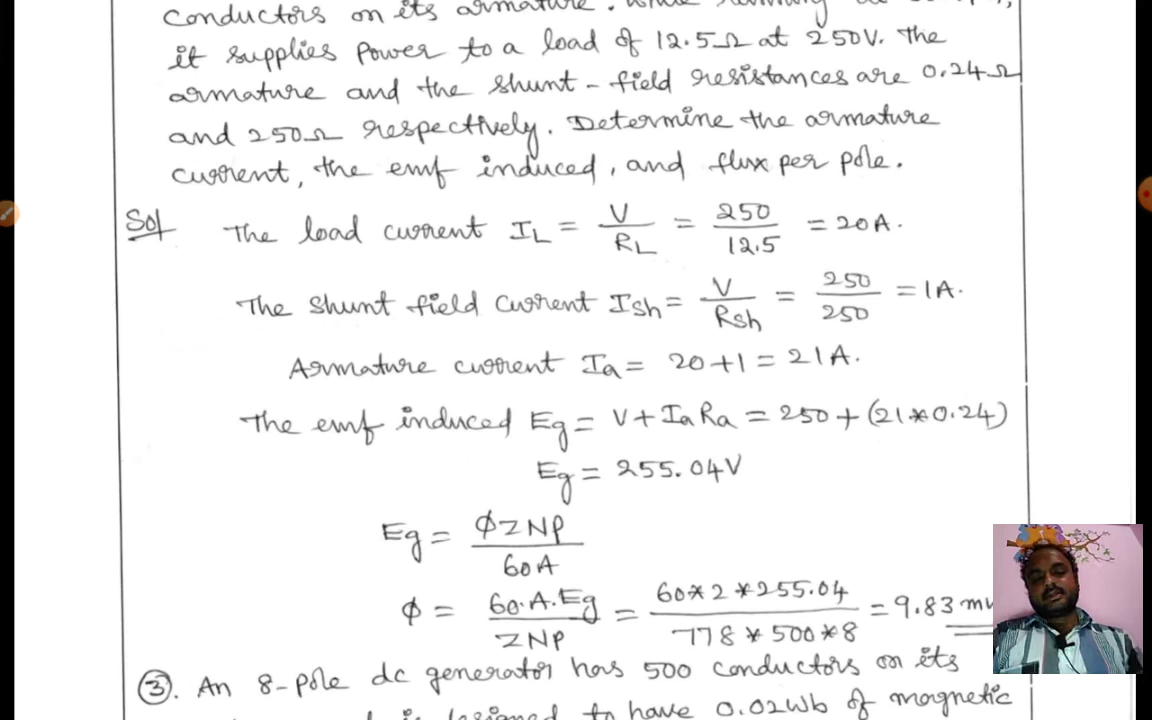 conductors on its armature. while running at
it supplies power to a load of 12.5Ω at 250V. The
armature and the shunt - field resistances are 0.24Ω
and 250Ω respectively. Determine the armature
current, the emf induced, and flux per pole.
Sol The load current IL = V/RL = 250/12.5 = 20A.
The shunt field current Ish = V/Rsh = 250/250 = 1A.
Armature current Ia = 20+1 = 21A.
The emf induced Eg = V+IaRa = 250+(21*0.24)
Eg = 255.04V
Eg = ϕZNP/60A
ϕ = 60.A.Eg/ZNP = 60*2*255.04/778*500*8 = 9.83 m
③. An 8-pole dc generator has 500 conductors on its
designed to have 0.02Wb of magnetic